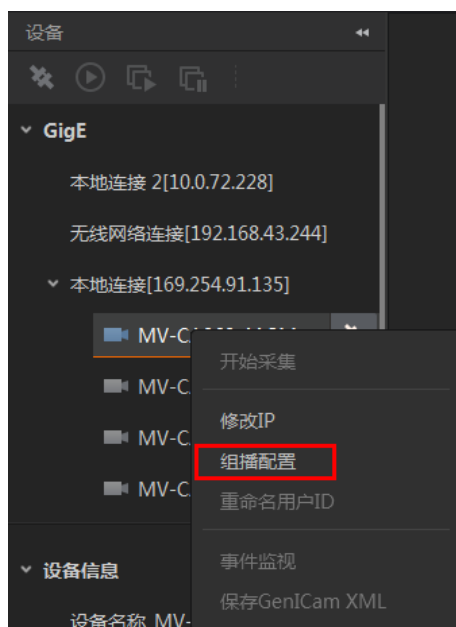 设备
GigE
本地连接 2[10.0.72.228]
无线网络连接[192.168.43.244]
本地连接[169.254.91.135]
MV-C
开始采集
MV-C
修改IP
MV-C
组播配置
MV-C
重命名用户ID
事件监视
设备信息
保存GenICam XML
设备名称 MV-